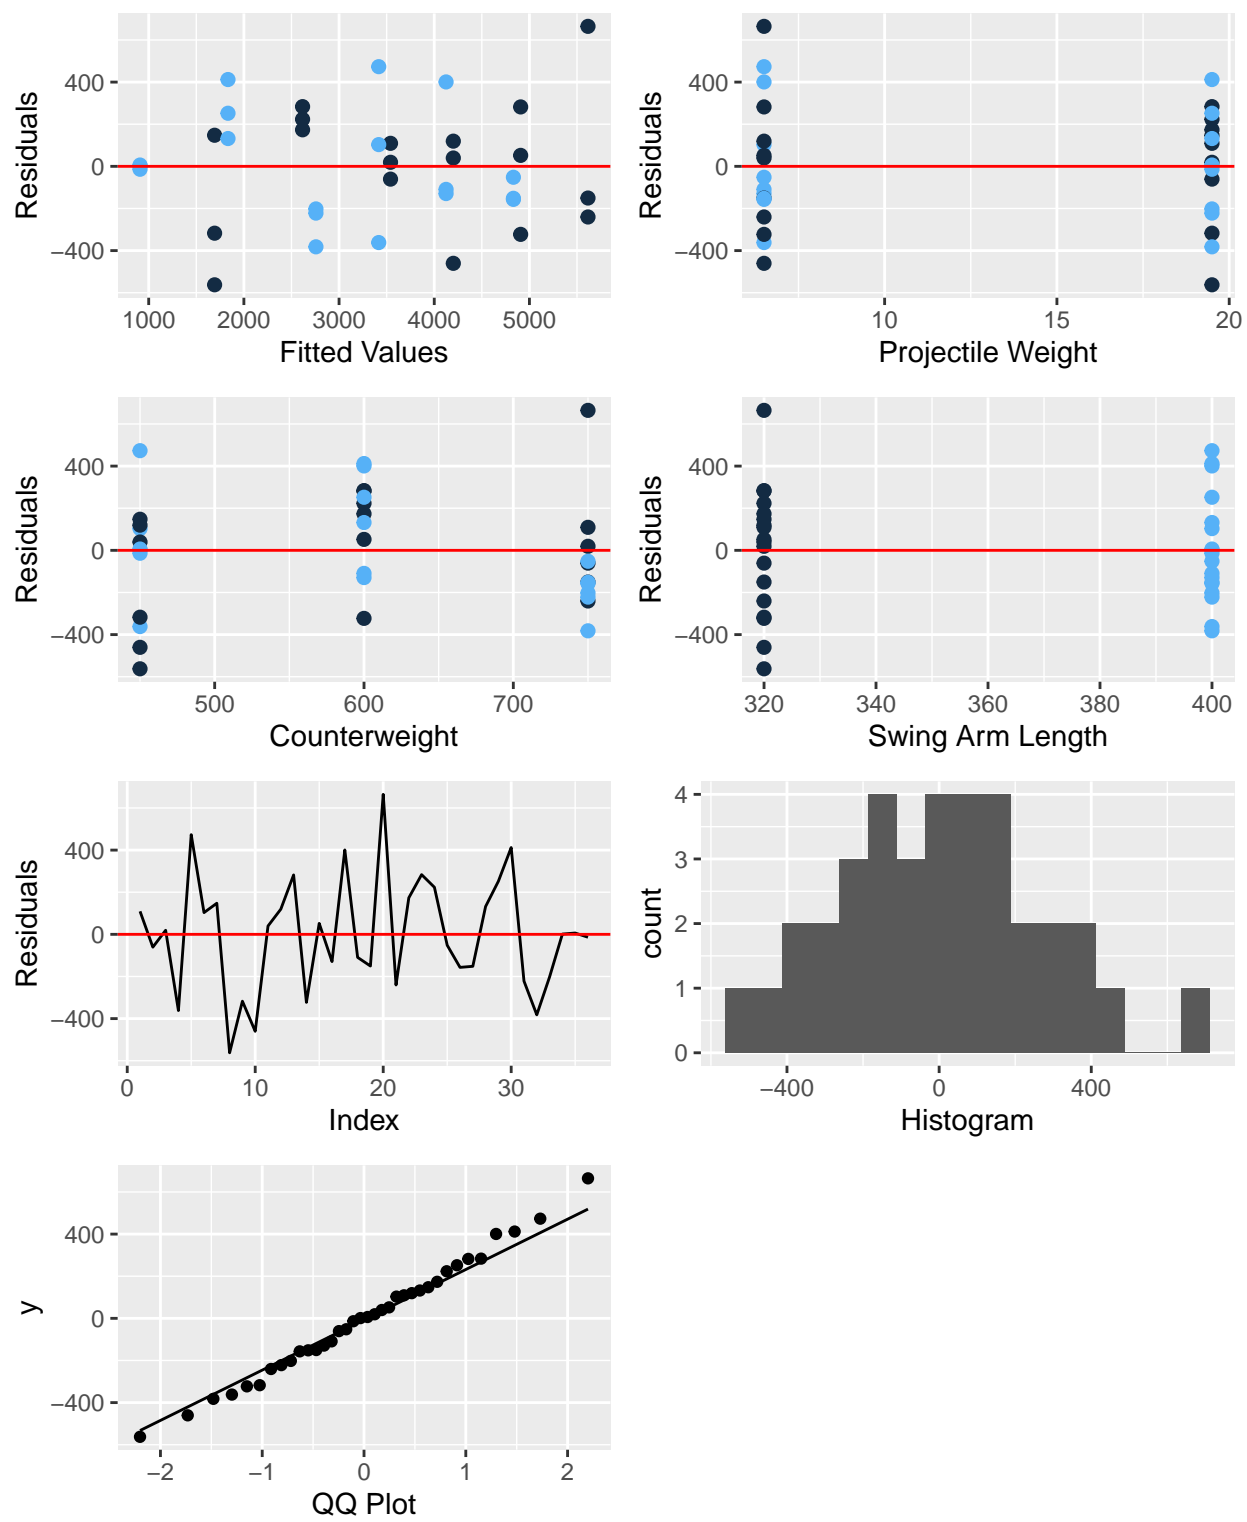 Residuals
400
0
−400
1000 2000 3000 4000 5000
Fitted Values
Residuals
400
0
−400
10 15 20
Projectile Weight
Residuals
400
0
−400
500 600 700
Counterweight
Residuals
400
0
−400
320 340 360 380 400
Swing Arm Length
Residuals
400
0
−400
0 10 20 30
Index
count
4
3
2
1
0
−400 0 400
Histogram
y
400
0
−400
−2 −1 0 1 2
QQ Plot